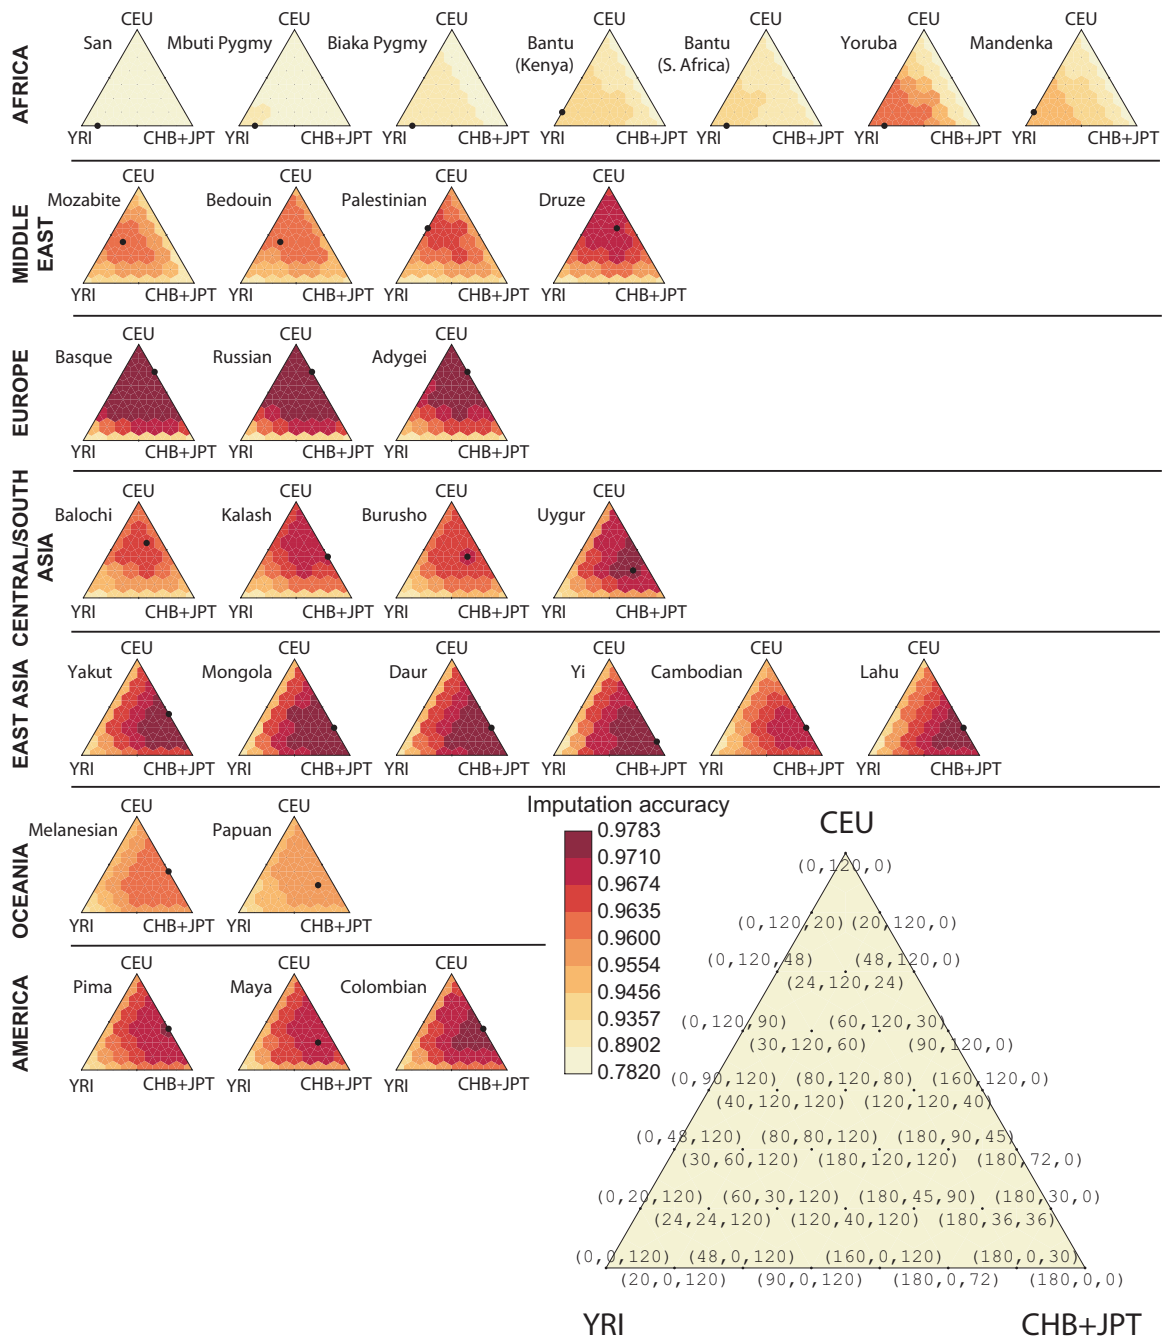 AFRICA
CEU CEU CEU CEU CEU CEU CEU
San Mbuti Pygmy Biaka Pygmy Bantu (Kenya) Bantu (S. Africa) Yoruba Mandenka
YRI CHB+JPT YRI CHB+JPT YRI CHB+JPT YRI CHB+JPT YRI CHB+JPT YRI CHB+JPT YRI CHB+JPT
MIDDLE EAST
CEU CEU CEU CEU
Mozabite Bedouin Palestinian Druze
YRI CHB+JPT YRI CHB+JPT YRI CHB+JPT YRI CHB+JPT
EUROPE
CEU CEU CEU
Basque Russian Adygei
YRI CHB+JPT YRI CHB+JPT YRI CHB+JPT
CENTRAL/SOUTH ASIA
CEU CEU CEU CEU
Balochi Kalash Burusho Uygur
YRI CHB+JPT YRI CHB+JPT YRI CHB+JPT YRI CHB+JPT
EAST ASIA
CEU CEU CEU CEU CEU CEU
Yakut Mongola Daur Yi Cambodian Lahu
YRI CHB+JPT YRI CHB+JPT YRI CHB+JPT YRI CHB+JPT YRI CHB+JPT YRI CHB+JPT
OCEANIA
CEU CEU
Melanesian Papuan
YRI CHB+JPT YRI CHB+JPT
AMERICA
CEU CEU CEU
Pima Maya Colombian
YRI CHB+JPT YRI CHB+JPT YRI CHB+JPT
Imputation accuracy
0.9783
0.9710
0.9674
0.9635
0.9600
0.9554
0.9456
0.9357
0.8902
0.7820
CEU
(0,120,0)
(0,120,20) (20,120,0)
(0,120,48) (48,120,0)
(24,120,24)
(0,120,90) (60,120,30)
(30,120,60) (90,120,0)
(0,90,120) (80,120,80) (160,120,0)
(40,120,120) (120,120,40)
(0,48,120) (80,80,120) (180,90,45)
(30,60,120) (180,120,120) (180,72,0)
(0,20,120) (60,30,120) (180,45,90) (180,30,0)
(24,24,120) (120,40,120) (180,36,36)
(0,0,120) (48,0,120) (160,0,120) (180,0,30)
(20,0,120) (90,0,120) (180,0,72) (180,0,0)
YRI CHB+JPT